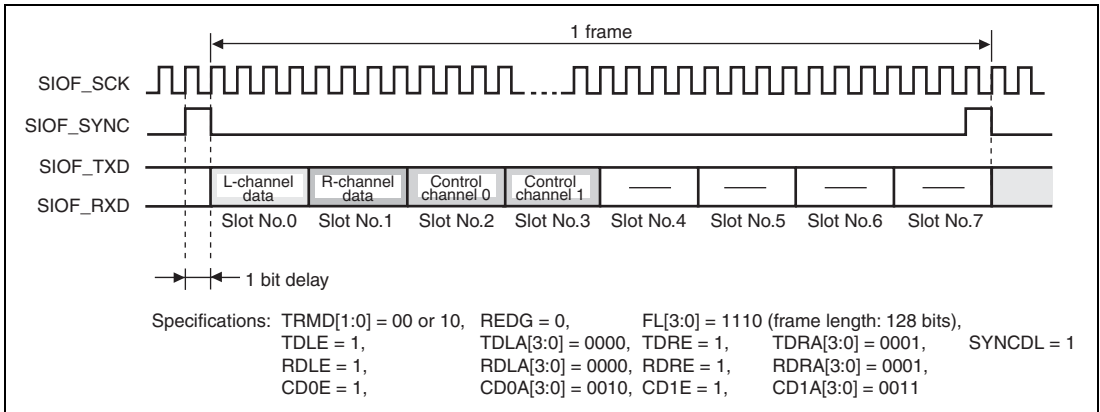 1 frame
SIOF_SCK
SIOF_SYNC
SIOF_TXD
SIOF_RXD
L-channel data
R-channel data
Control channel 0
Control channel 1
Slot No.0 Slot No.1 Slot No.2 Slot No.3 Slot No.4 Slot No.5 Slot No.6 Slot No.7
1 bit delay
Specifications: TRMD[1:0] = 00 or 10, REDG = 0, FL[3:0] = 1110 (frame length: 128 bits),
TDLE = 1, TDLA[3:0] = 0000, TDRE = 1, TDRA[3:0] = 0001, SYNCDL = 1
RDLE = 1, RDLA[3:0] = 0000, RDRE = 1, RDRA[3:0] = 0001,
CD0E = 1, CD0A[3:0] = 0010, CD1E = 1, CD1A[3:0] = 0011